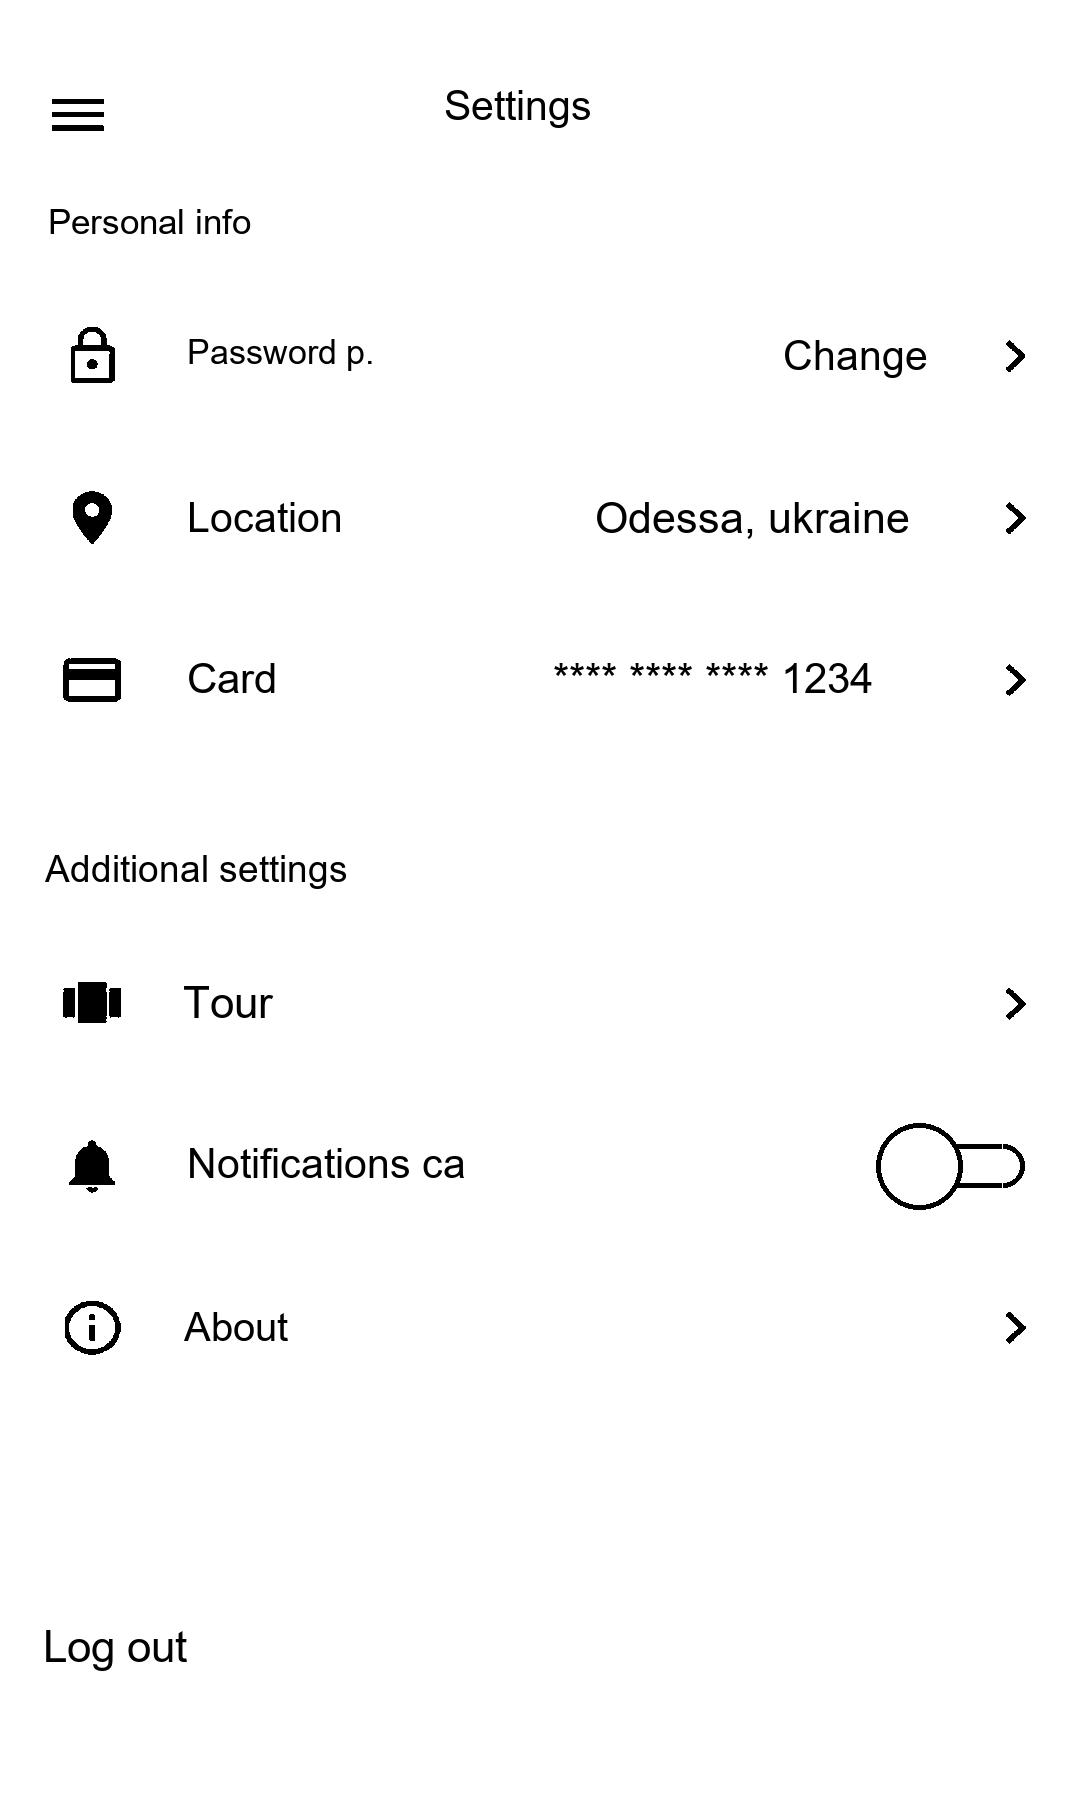 Settings
Personal info
Password p. Change
Location Odessa, ukraine
Card **** **** **** 1234
Additional settings
Tour
Notifications ca
About
Log out